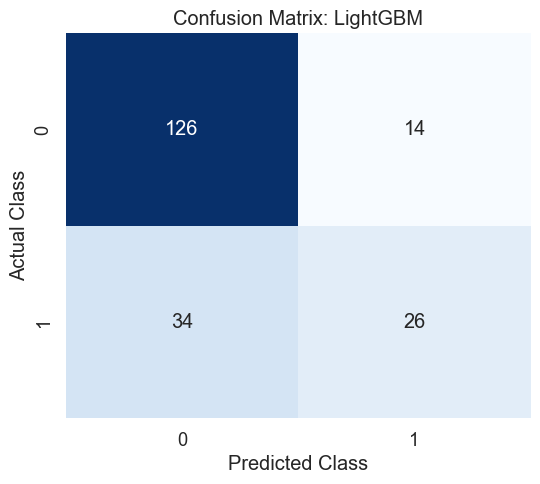 Confusion Matrix: LightGBM
Actual Class
0
126
14
1
34
26
0
1
Predicted Class